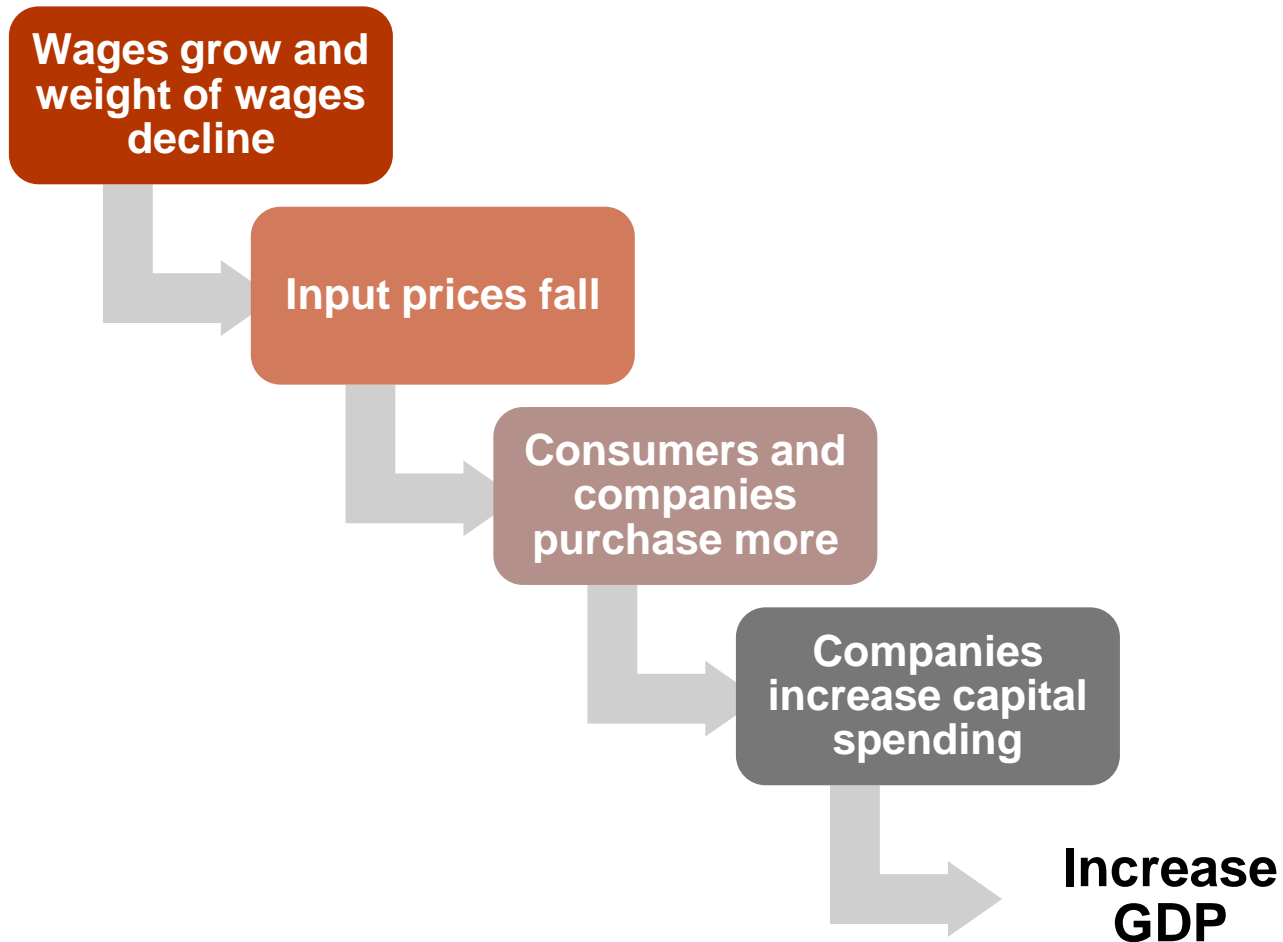 Wages grow and
weight of wages
decline
Input prices fall
Consumers and
companies
purchase more
Companies
increase capital
spending
Increase
GDP